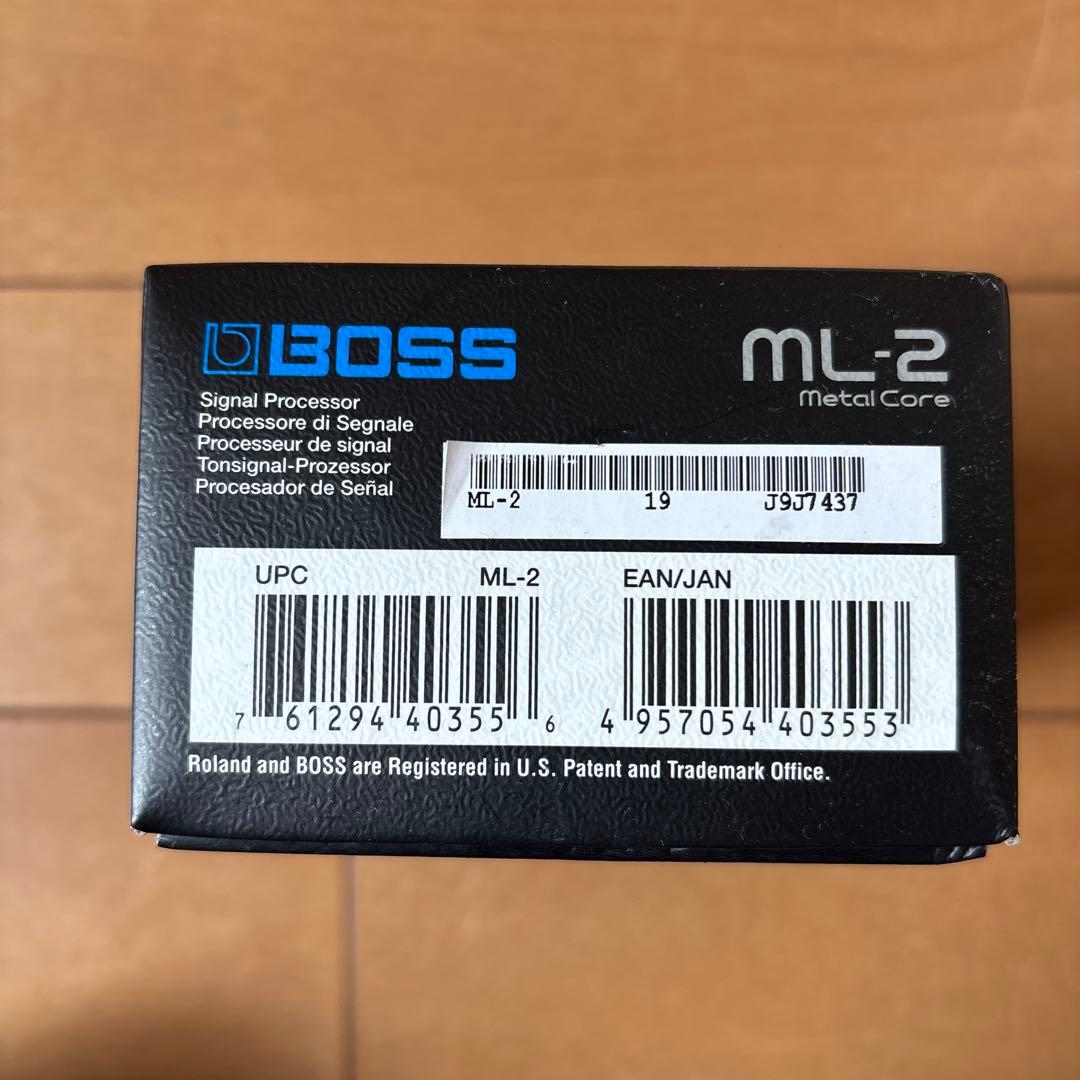 BOSS
ML-2
Metal Core
Signal Processor
Processore di Segnale
Processeur de signal
Tonsignal-Prozessor
Procesador de Señal
ML-2 19 J9J7437
UPC ML-2 EAN/JAN
7 61294 40355 6 4 957054 403553
Roland and BOSS are Registered in U.S. Patent and Trademark Office.